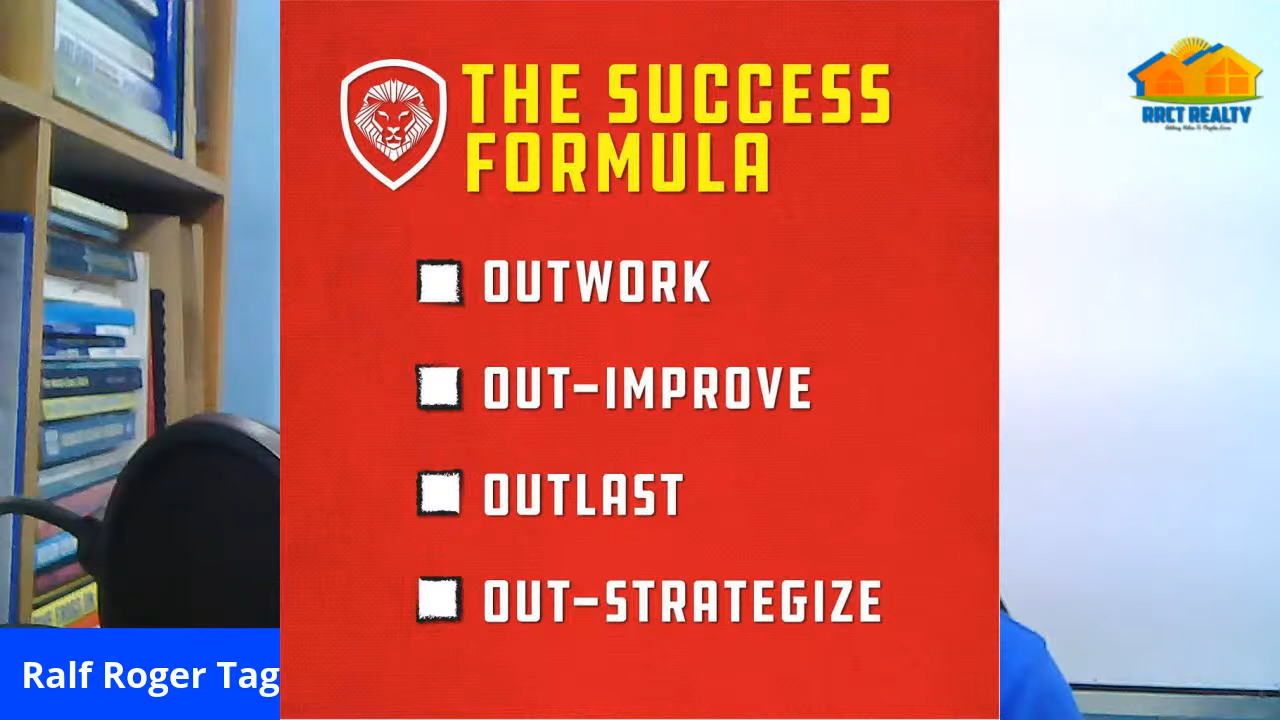 THE SUCCESS
FORMULA
RRCT REALTY
OUTWORK
OUT-IMPROVE
OUTLAST
OUT-STRATEGIZE
Ralf Roger Tag